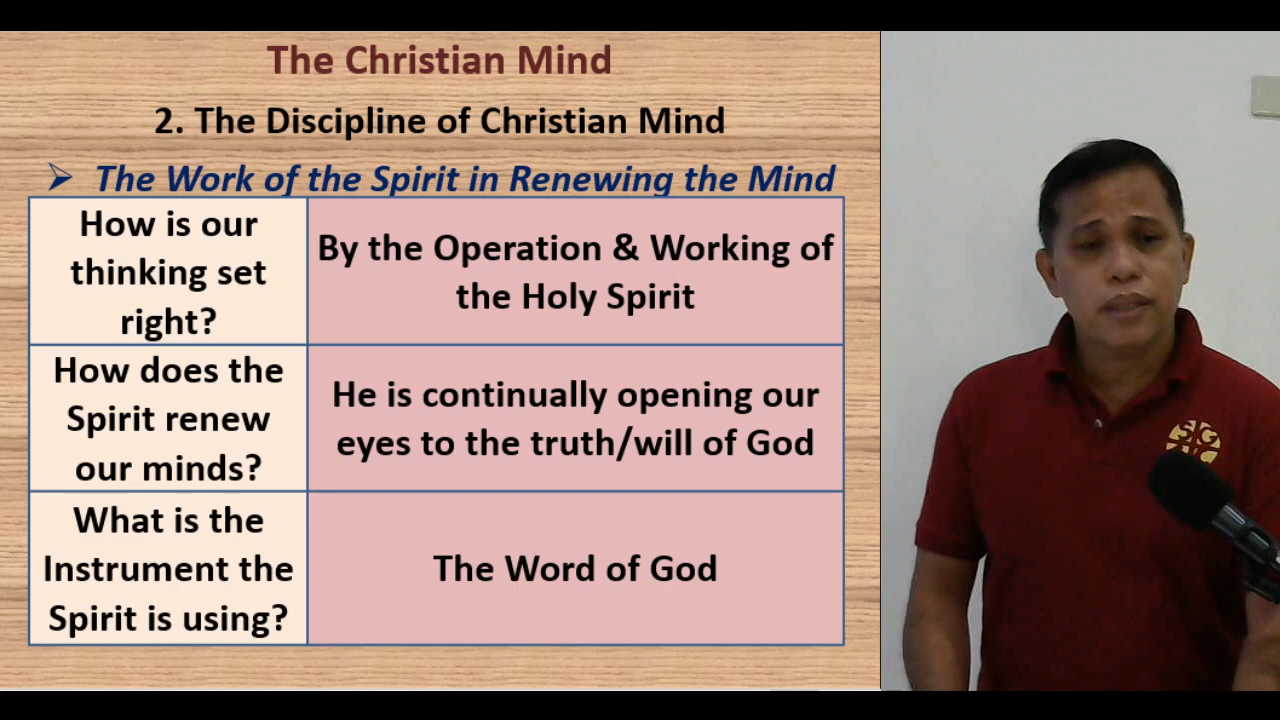 The Christian Mind
2. The Discipline of Christian Mind
➢ The Work of the Spirit in Renewing the Mind
How is our
thinking set
right?
By the Operation & Working of
the Holy Spirit
How does the
Spirit renew
our minds?
He is continually opening our
eyes to the truth/will of God
What is the
Instrument the
Spirit is using?
The Word of God